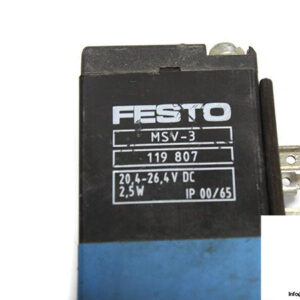 FESTO
MSV-3
119 807
20,4-26,4V DC
2,5W IP 00/65